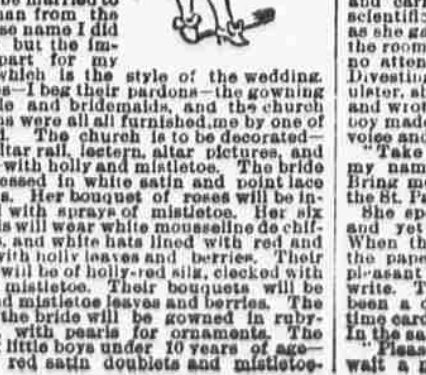 be married to
man from the
se name I did
but the im-
part for my
which is the style of the wedding.
s—I beg their pardons—the gowning
le and bridemaids, and the church
ns were all all furnished me by one of
d. The church is to be decorated—
ltar rail, lectern, altar pictures, and
with holly and mistletoe. The bride
essed in white satin and point lace
s. Her bouquet of roses will be in-
with sprays of mistletoe. Her six
s will wear white mousseline de chif-
s, and white hats lined with red and
with holly leaves and berries. Their
will be of holly-red silk, clocked with
mistletoe. Their bouquets will be
nd mistletoe leaves and berries. The
the bride will be gowned in ruby-
with pearls for ornaments. The
little boys under 10 years of age—
red satin doublets and mistletoe-
and
scientific
as she ga
the room
no atten
Divesting
ulster, sh
and wrot
boy made
voice and
"Take
my nam
Bring me
the St. Pa
She sp
and yet
When th
the pape
pleasant
write. T
been a
time card
In the sa
"Pleas
wait a m